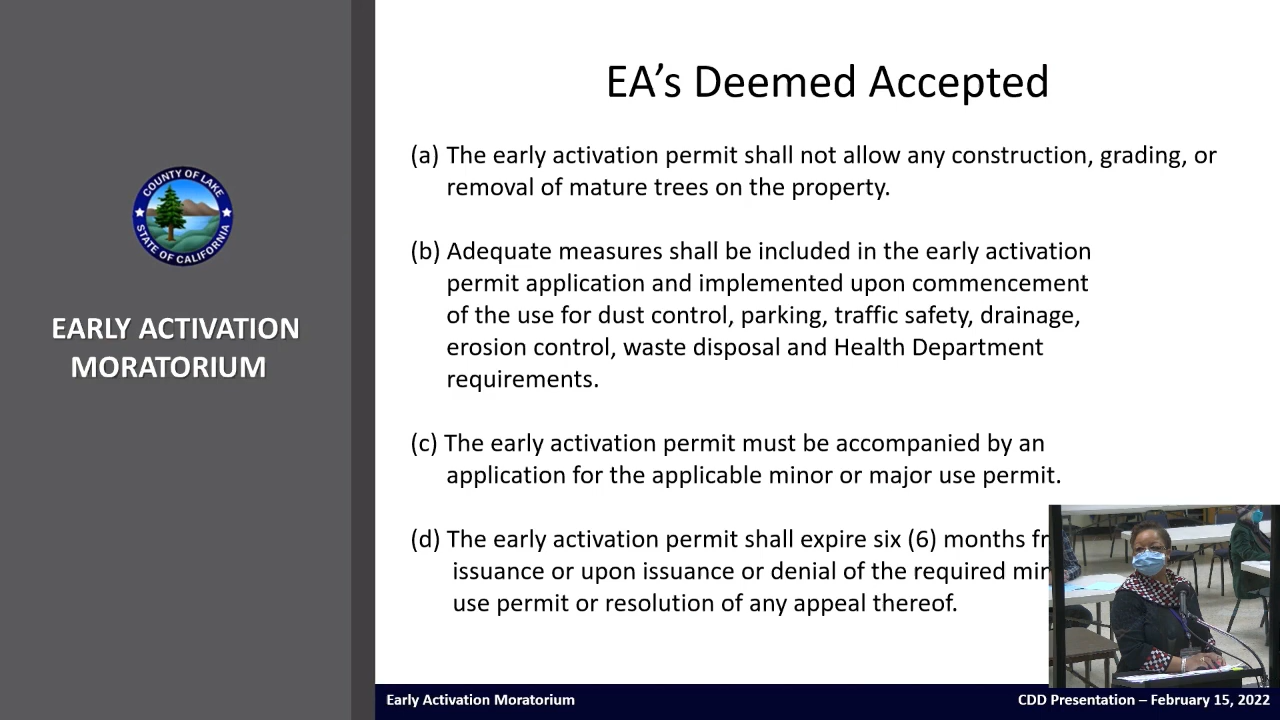 COUNTY OF LAKE
STATE OF CALIFORNIA
EARLY ACTIVATION
MORATORIUM
EA's Deemed Accepted
(a) The early activation permit shall not allow any construction, grading, or
removal of mature trees on the property.
(b) Adequate measures shall be included in the early activation
permit application and implemented upon commencement
of the use for dust control, parking, traffic safety, drainage,
erosion control, waste disposal and Health Department
requirements.
(c) The early activation permit must be accompanied by an
application for the applicable minor or major use permit.
(d) The early activation permit shall expire six (6) months
issuance or upon issuance or denial of the required
use permit or resolution of any appeal thereof.
Early Activation Moratorium
CDD Presentation – February 15, 2022